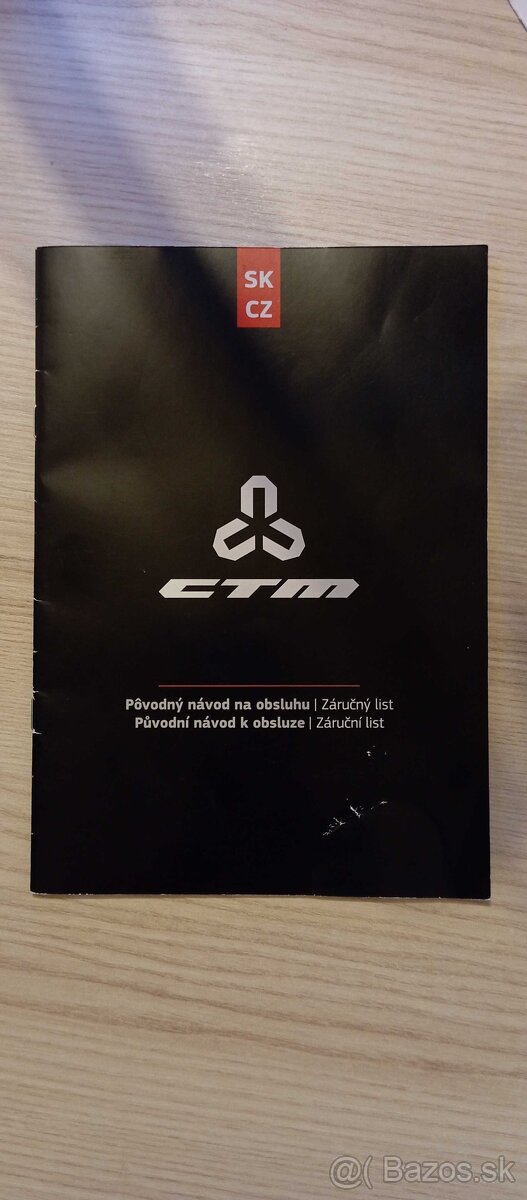 SK
CZ
CTM
Pôvodný návod na obsluhu | Záručný list
Původní návod k obsluze | Záruční list
@( Bazos.sk